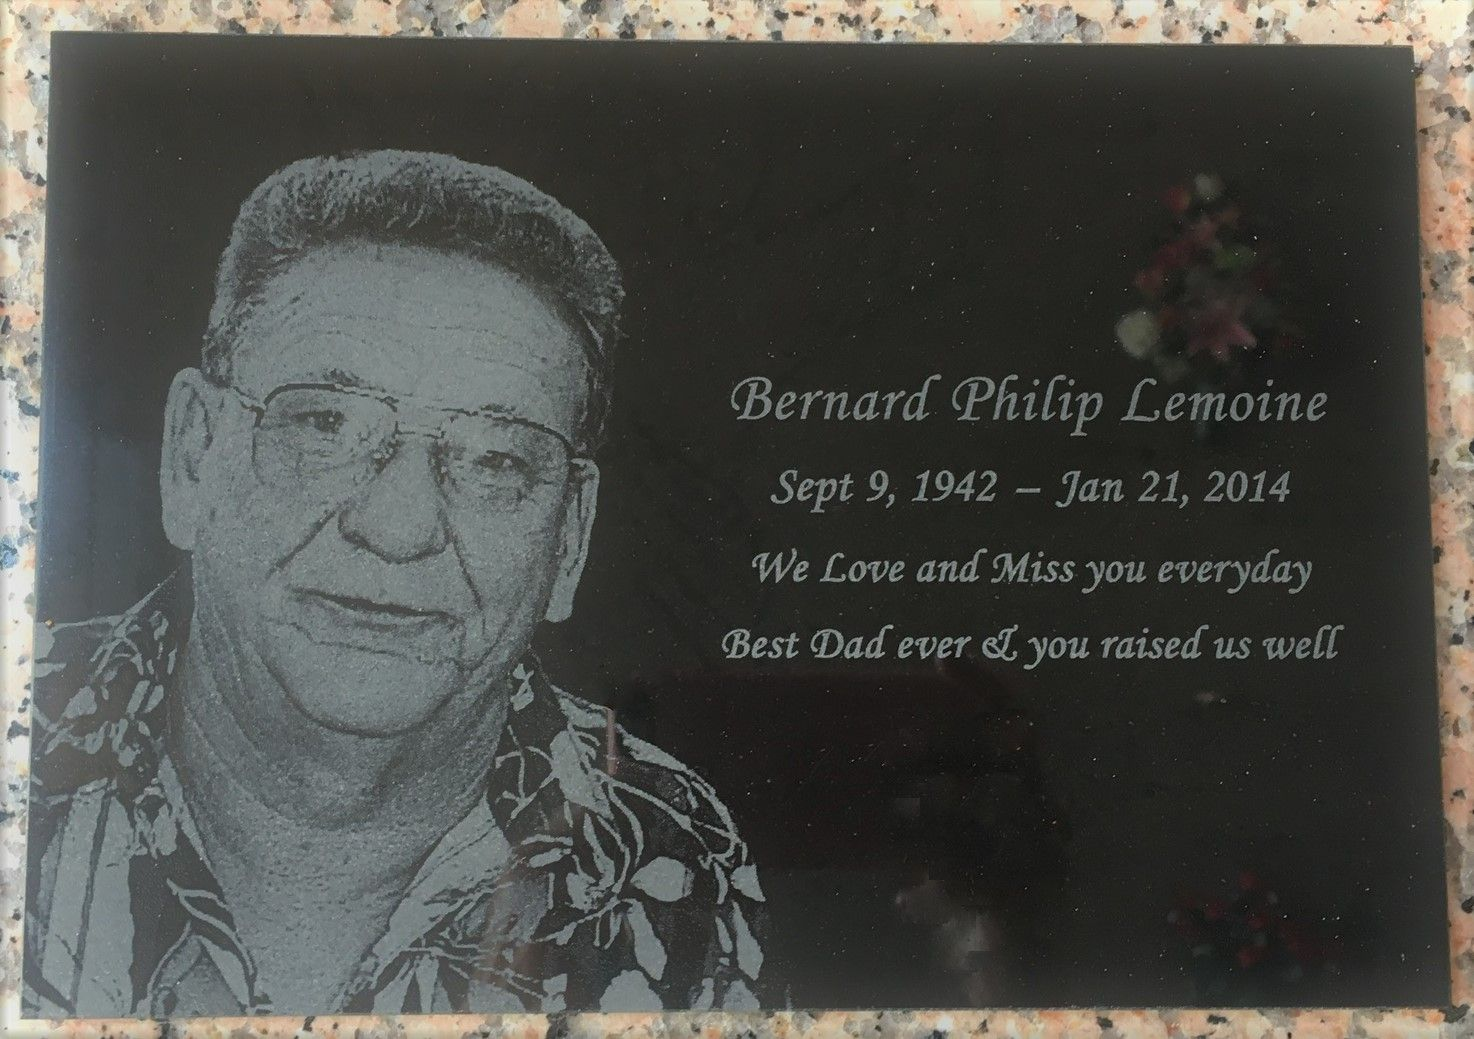 Bernard Philip Lemoine
Sept 9, 1942 – Jan 21, 2014
We Love and Miss you everyday
Best Dad ever & you raised us well